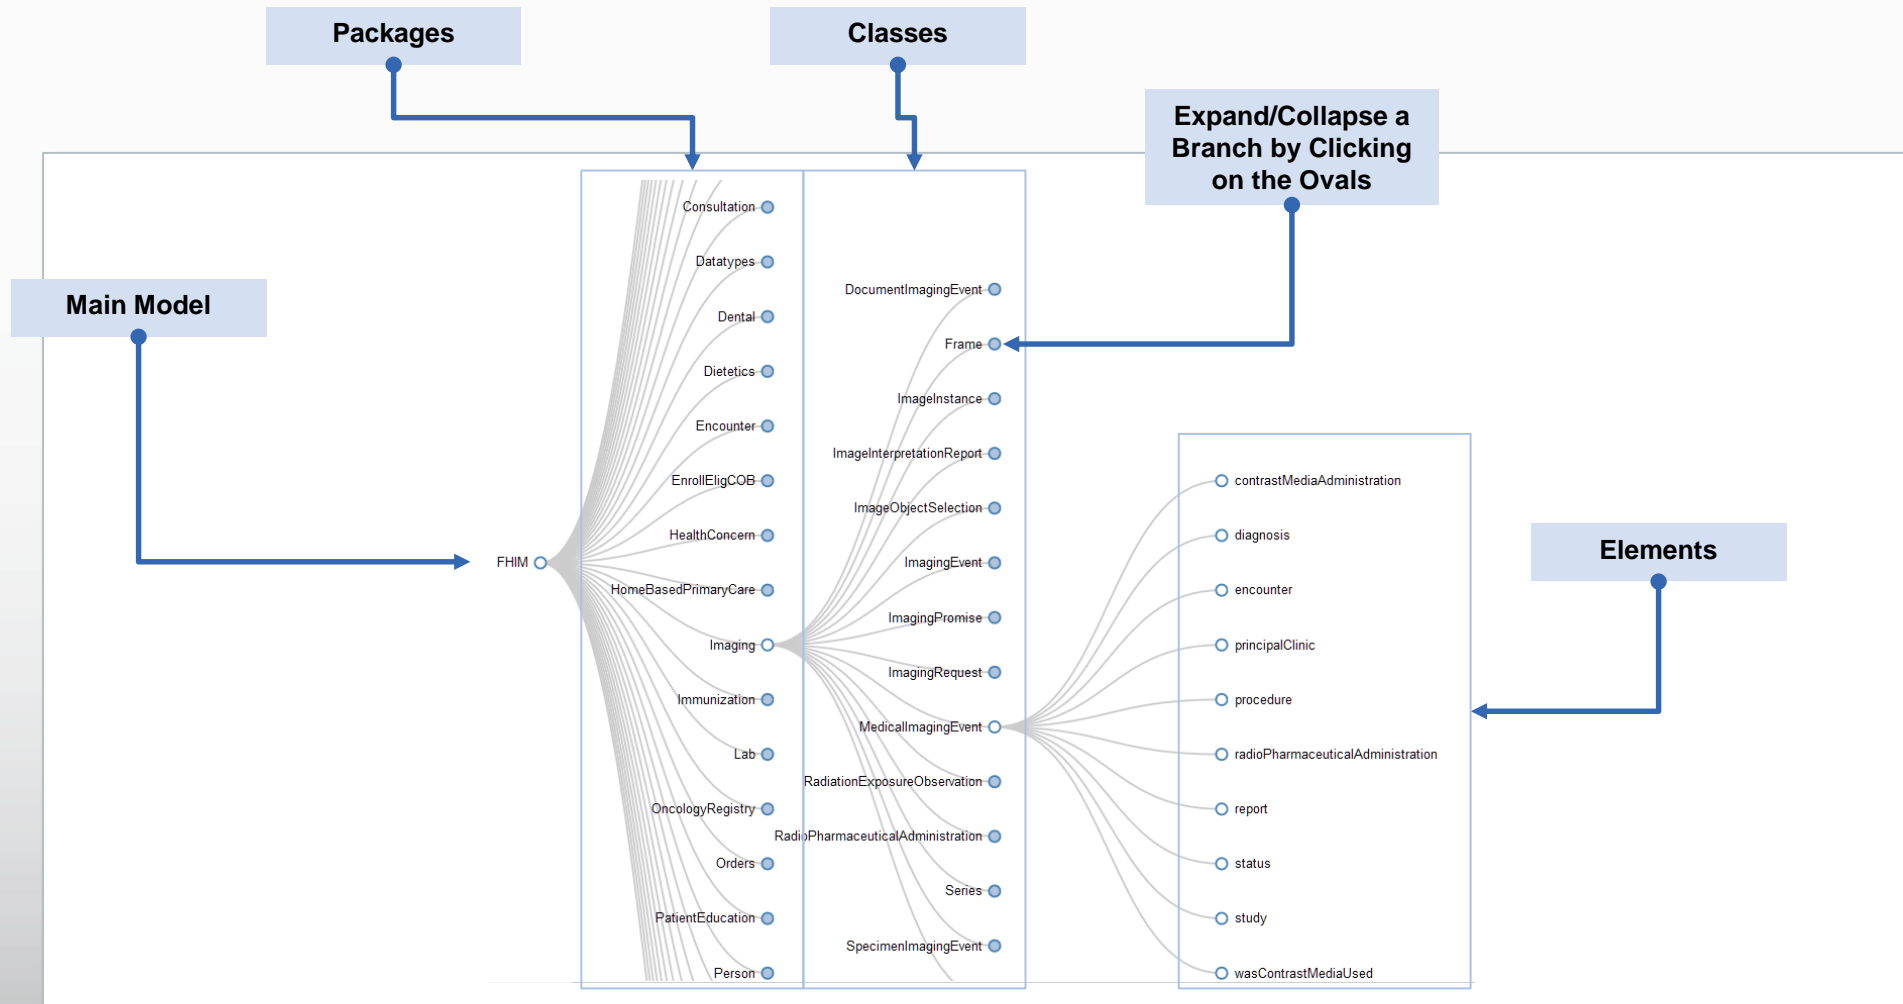 Packages
Classes
Expand/Collapse a
Branch by Clicking
on the Ovals
Main Model
FHIM
Consultation
Datatypes
Dental
Dietetics
Encounter
EnrollEligCOB
HealthConcern
HomeBasedPrimaryCare
Imaging
Immunization
Lab
OncologyRegistry
Orders
PatientEducation
Person
DocumentImagingEvent
Frame
ImageInstance
ImageInterpretationReport
ImageObjectSelection
ImagingEvent
ImagingPromise
ImagingRequest
MedicalImagingEvent
RadiationExposureObservation
RadioPharmaceuticalAdministration
Series
SpecimenImagingEvent
contrastMediaAdministration
diagnosis
encounter
principalClinic
procedure
radioPharmaceuticalAdministration
report
status
study
wasContrastMediaUsed
Elements